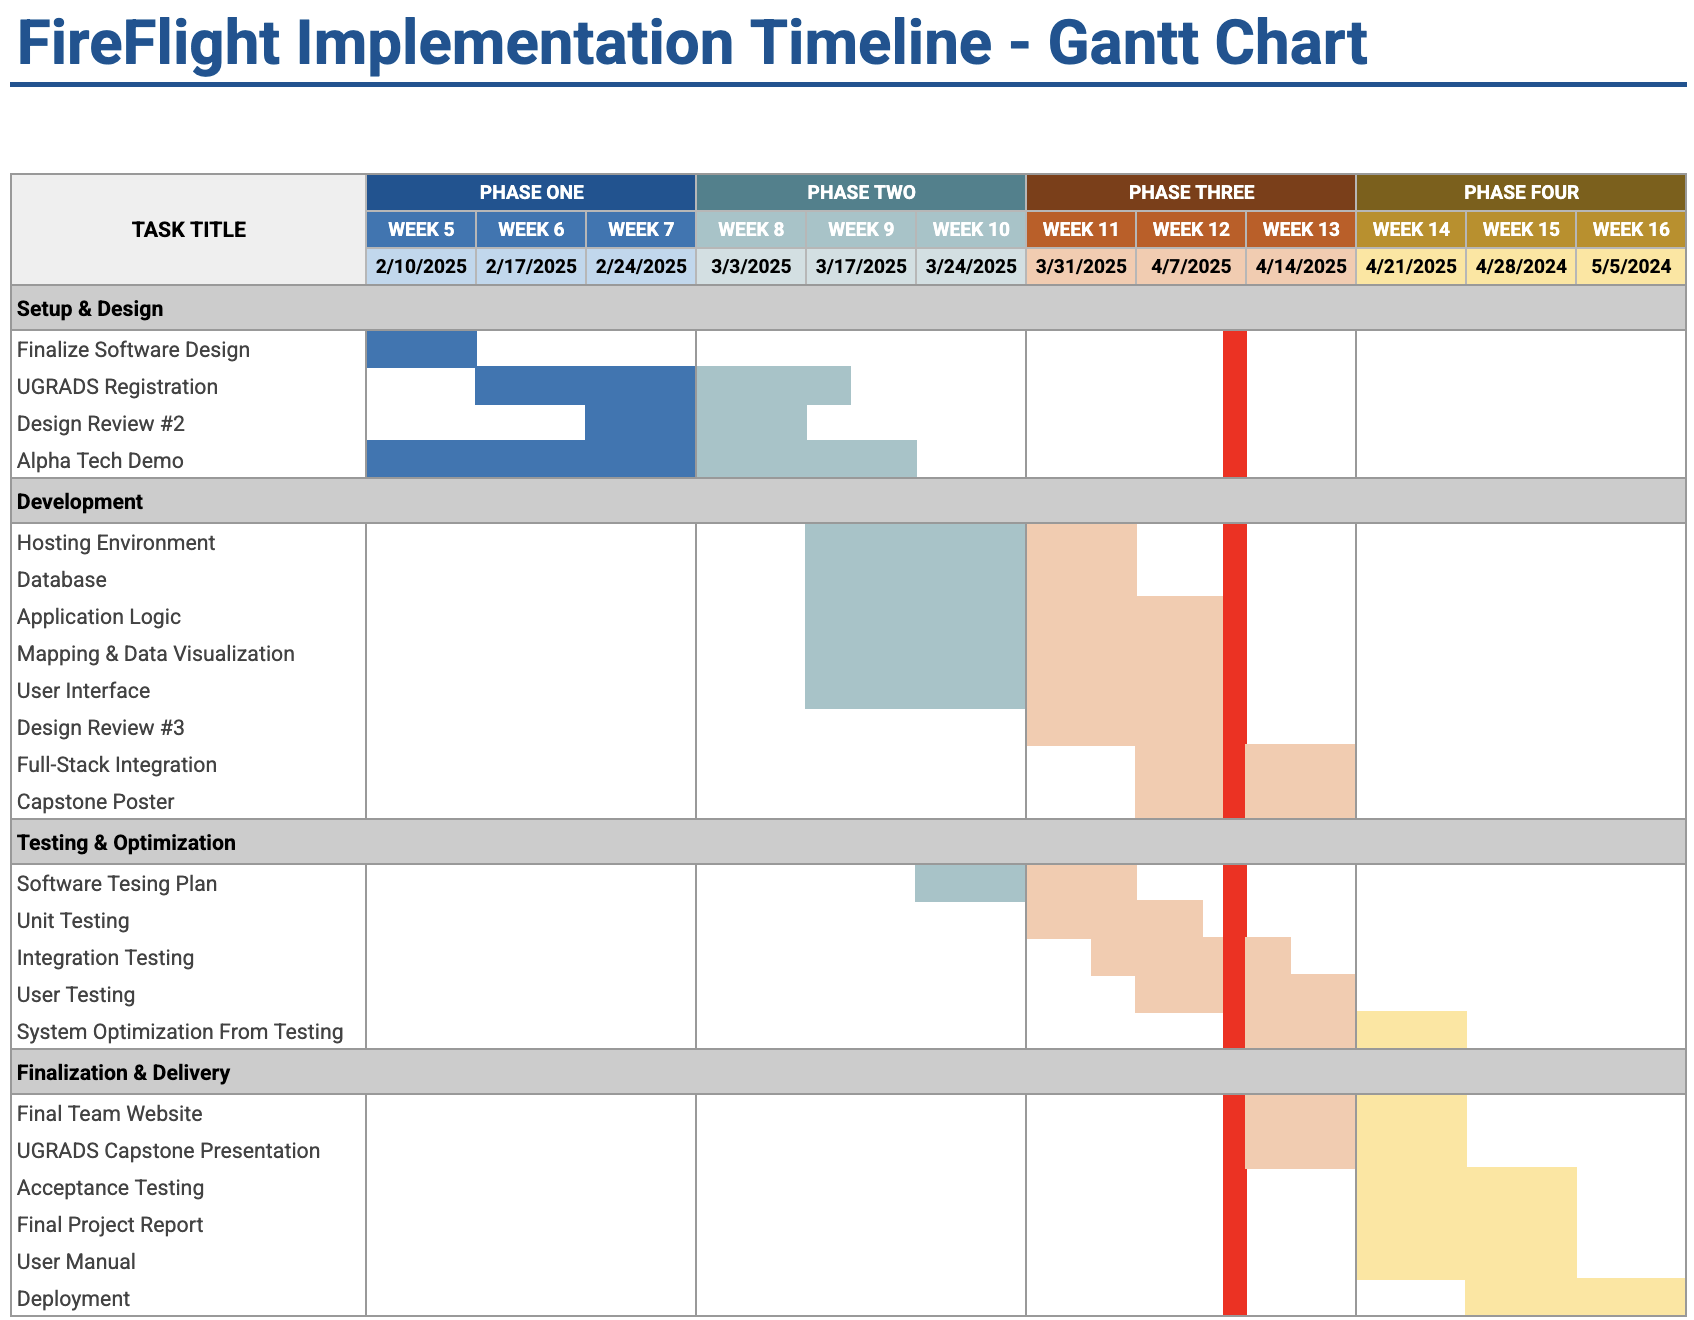 FireFlight Implementation Timeline - Gantt Chart
TASK TITLE
PHASE ONE PHASE TWO PHASE THREE PHASE FOUR
WEEK 5 WEEK 6 WEEK 7 WEEK 8 WEEK 9 WEEK 10 WEEK 11 WEEK 12 WEEK 13 WEEK 14 WEEK 15 WEEK 16
2/10/2025 2/17/2025 2/24/2025 3/3/2025 3/17/2025 3/24/2025 3/31/2025 4/7/2025 4/14/2025 4/21/2025 4/28/2024 5/5/2024
Setup & Design
Finalize Software Design
UGRADS Registration
Design Review #2
Alpha Tech Demo
Development
Hosting Environment
Database
Application Logic
Mapping & Data Visualization
User Interface
Design Review #3
Full-Stack Integration
Capstone Poster
Testing & Optimization
Software Tesing Plan
Unit Testing
Integration Testing
User Testing
System Optimization From Testing
Finalization & Delivery
Final Team Website
UGRADS Capstone Presentation
Acceptance Testing
Final Project Report
User Manual
Deployment